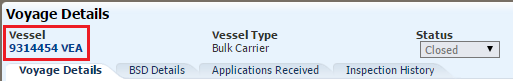 Voyage Details
Vessel Vessel Type Status
9314454 VEA Bulk Carrier Closed
Voyage Details BSD Details Applications Received Inspection History